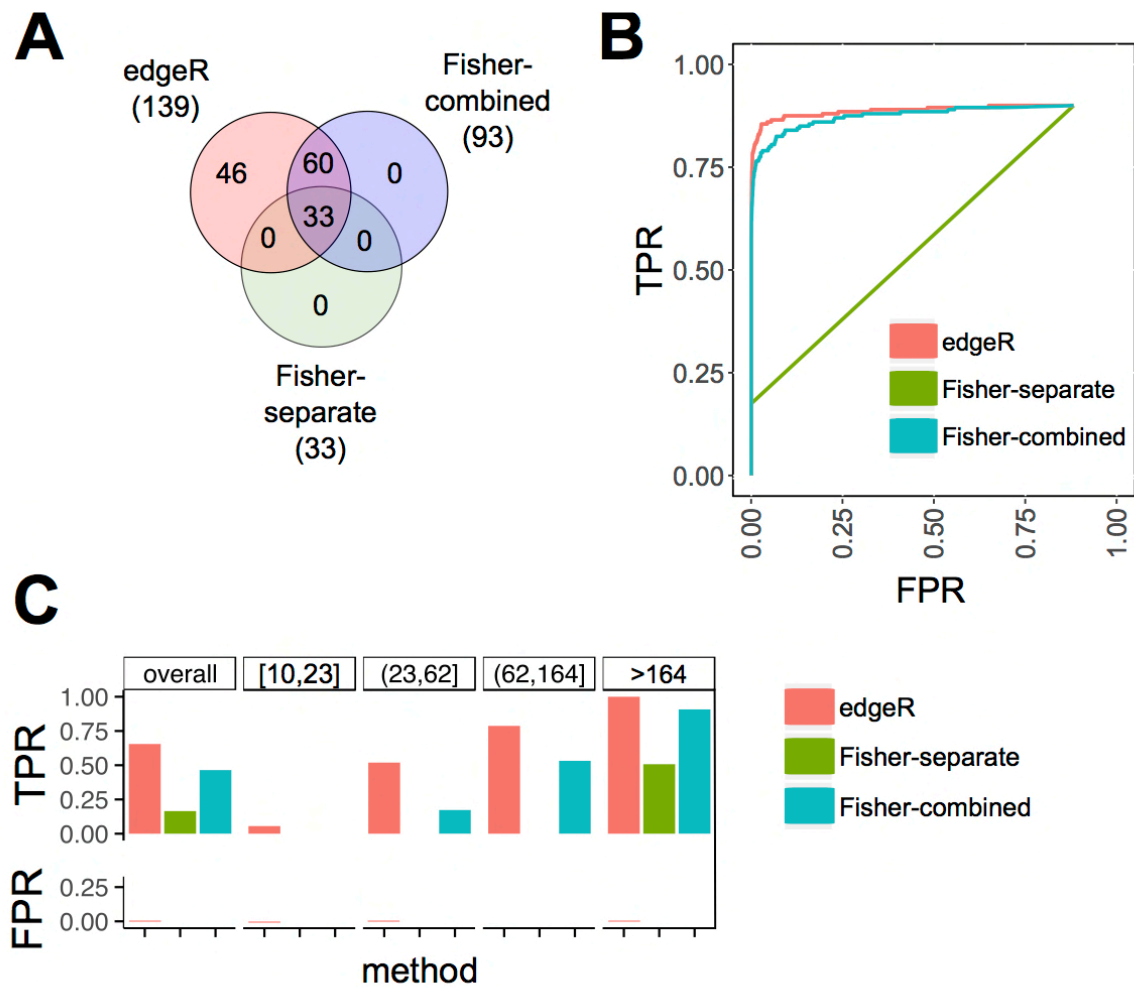 A
edgeR
(139)
Fisher-
combined
(93)
46
60
0
33
0
0
0
Fisher-
separate
(33)
B
1.00
0.75
0.50
0.25
0.00
TPR
edgeR
Fisher-separate
Fisher-combined
0.00
0.25
0.50
0.75
1.00
FPR
C
overall
[10,23]
(23,62]
(62,164]
>164
1.00
0.75
0.50
0.25
0.00
TPR
0.25
0.00
FPR
method
edgeR
Fisher-separate
Fisher-combined